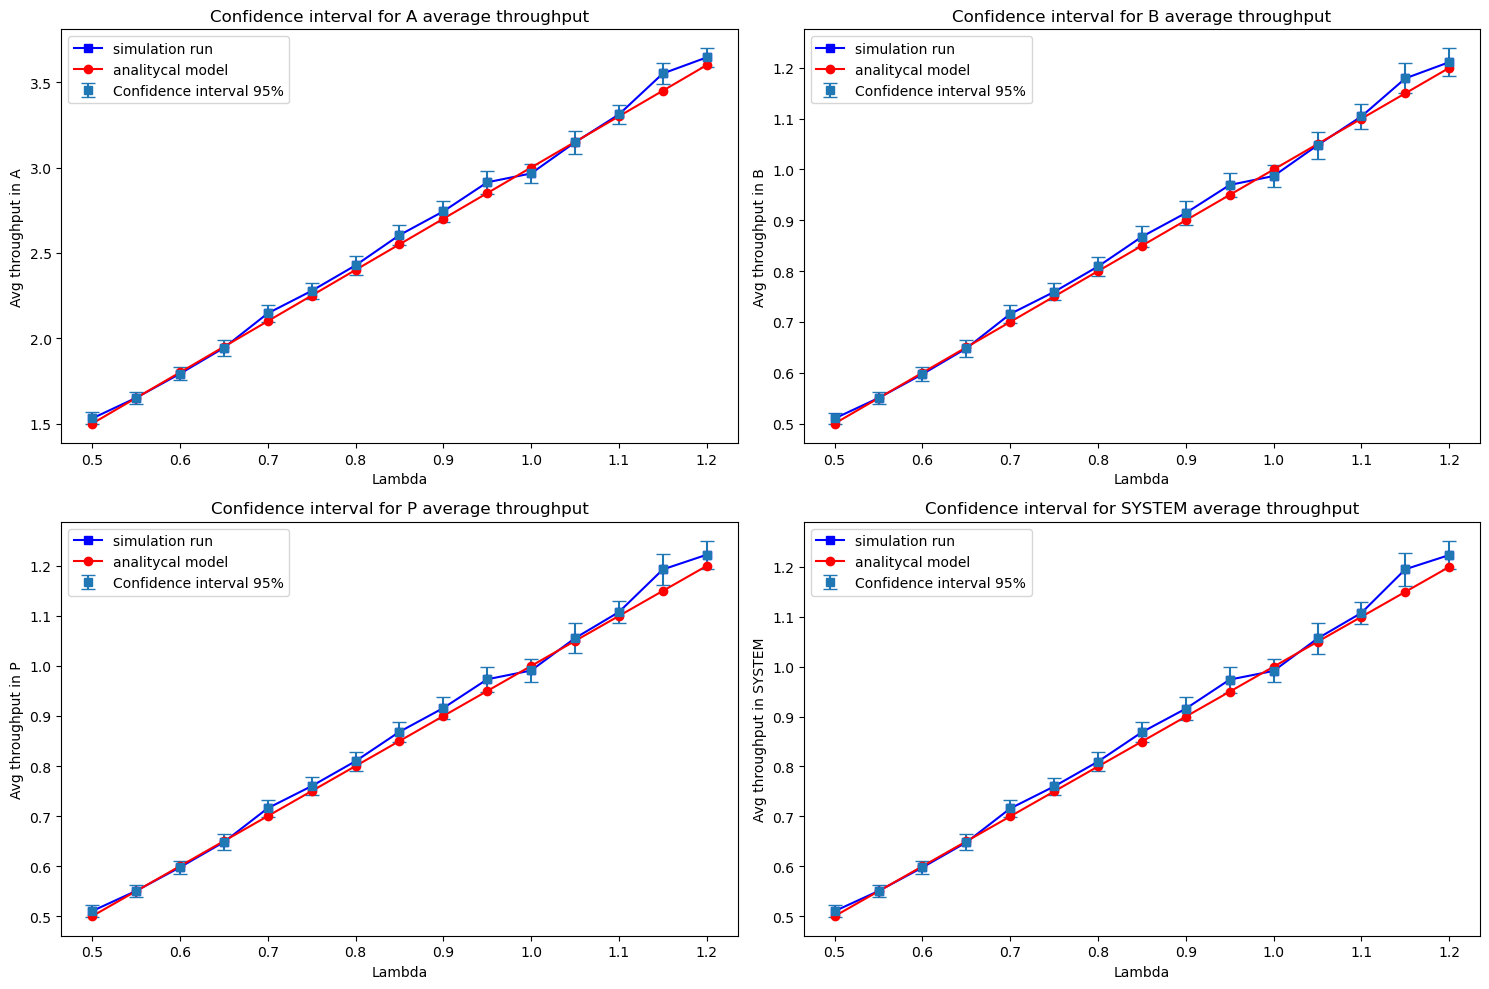 Confidence interval for A average throughput
simulation run
analitycal model
Confidence interval 95%
Avg throughput in A
3.5
3.0
2.5
2.0
1.5
0.5 0.6 0.7 0.8 0.9 1.0 1.1 1.2
Lambda
Confidence interval for B average throughput
simulation run
analitycal model
Confidence interval 95%
Avg throughput in B
1.2
1.1
1.0
0.9
0.8
0.7
0.6
0.5
0.5 0.6 0.7 0.8 0.9 1.0 1.1 1.2
Lambda
Confidence interval for P average throughput
simulation run
analitycal model
Confidence interval 95%
Avg throughput in P
1.2
1.1
1.0
0.9
0.8
0.7
0.6
0.5
0.5 0.6 0.7 0.8 0.9 1.0 1.1 1.2
Lambda
Confidence interval for SYSTEM average throughput
simulation run
analitycal model
Confidence interval 95%
Avg throughput in SYSTEM
1.2
1.1
1.0
0.9
0.8
0.7
0.6
0.5
0.5 0.6 0.7 0.8 0.9 1.0 1.1 1.2
Lambda